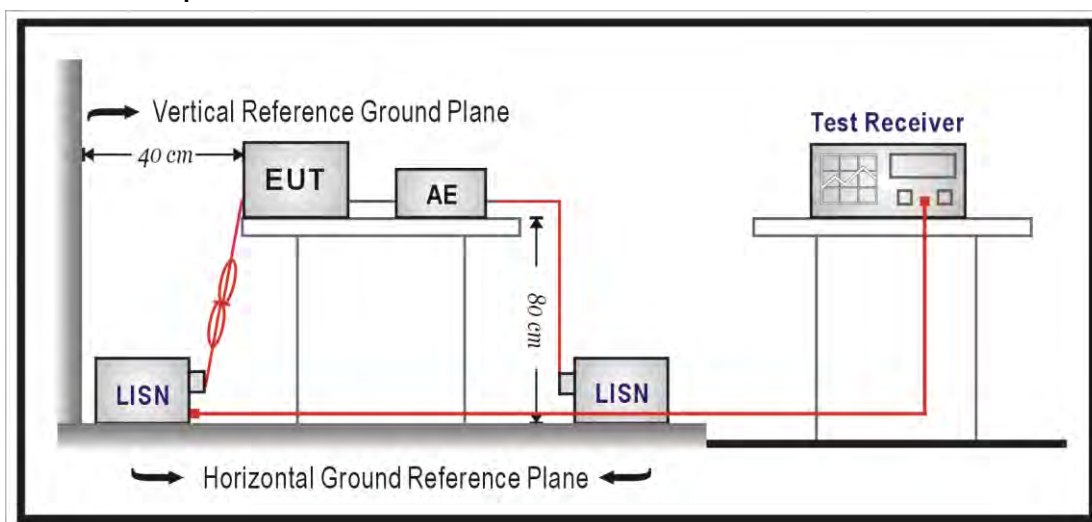 Vertical Reference Ground Plane
Test Receiver
40 cm
EUT
AE
80 cm
LISN
LISN
Horizontal Ground Reference Plane